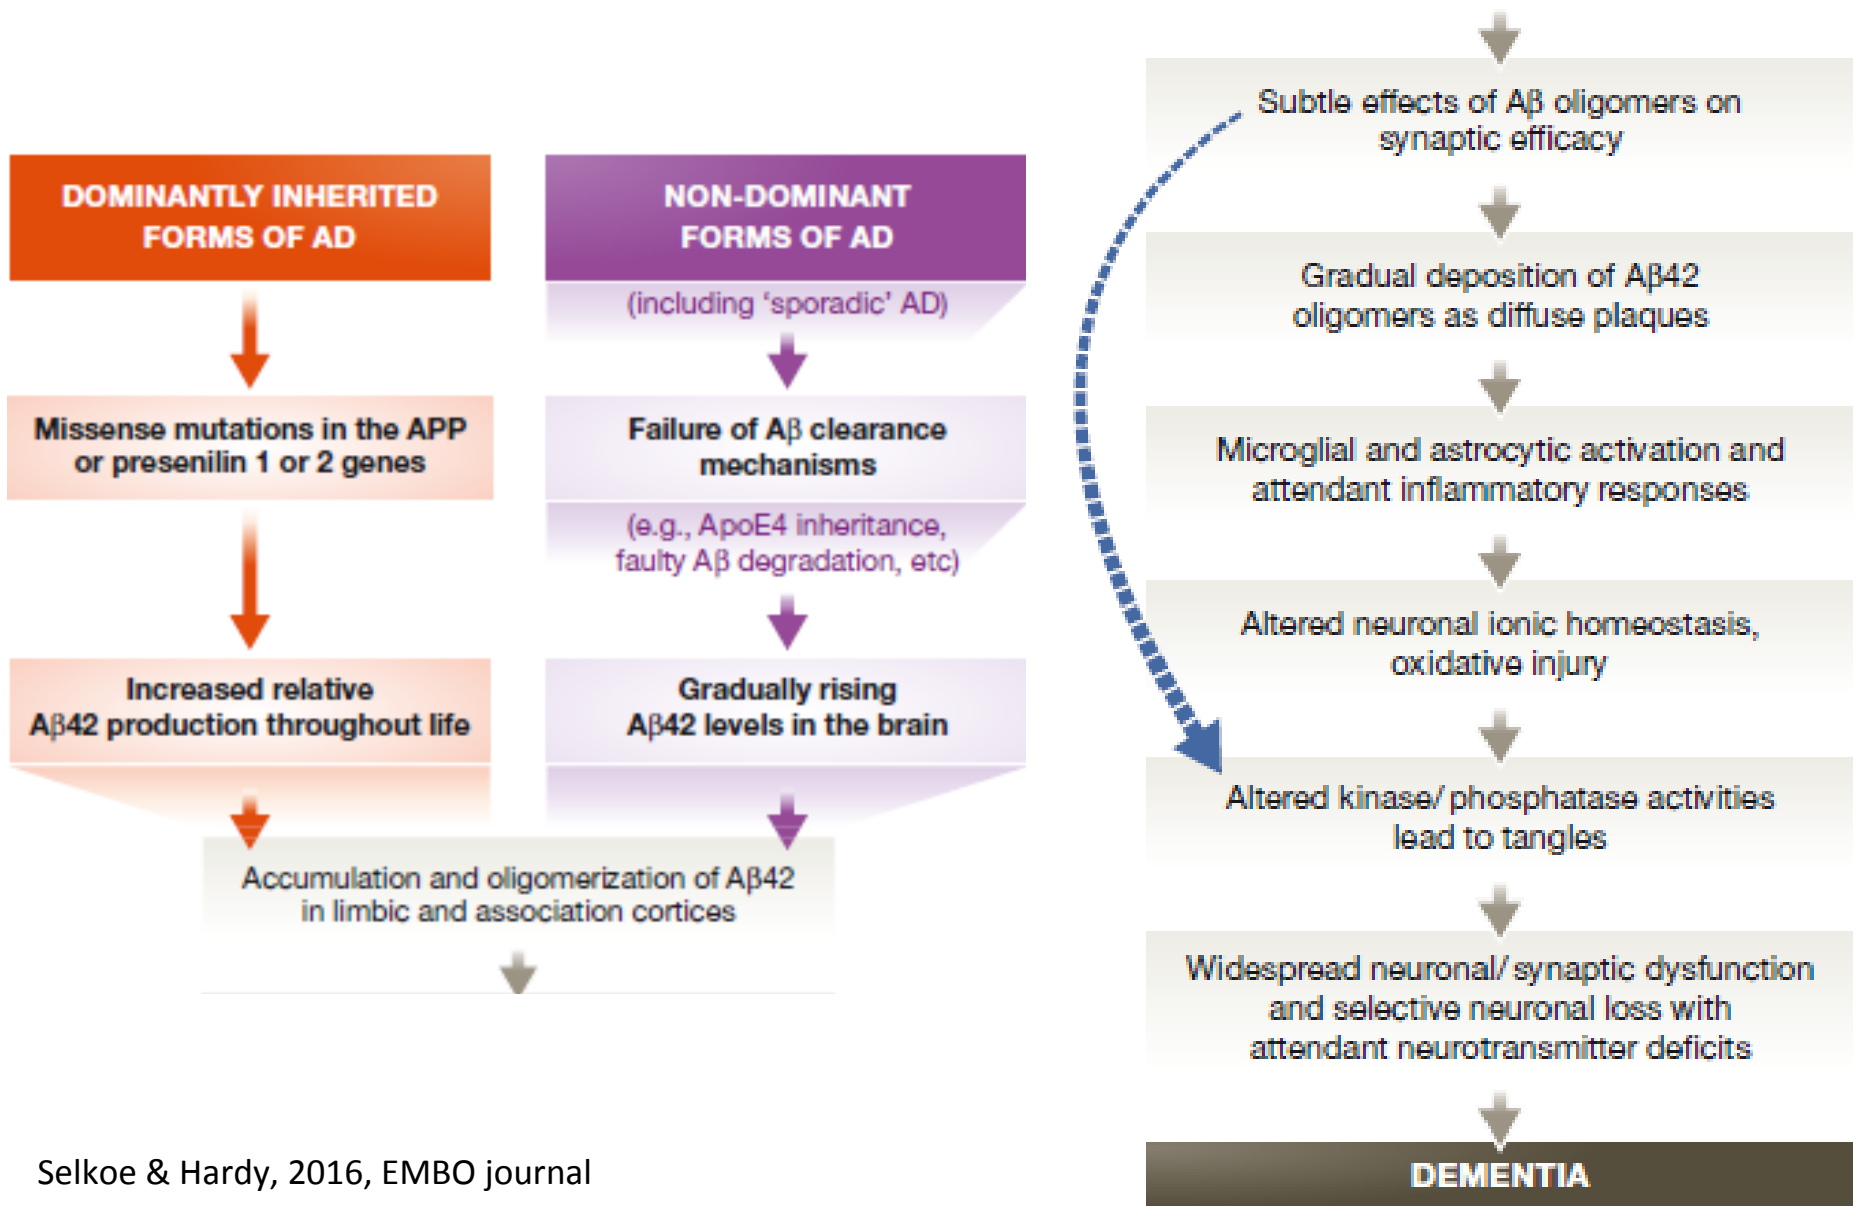 DOMINANTLY INHERITED
FORMS OF AD
Missense mutations in the APP
or presenilin 1 or 2 genes
Increased relative
Aβ42 production throughout life
NON-DOMINANT
FORMS OF AD
(including ‘sporadic’ AD)
Failure of Aβ clearance
mechanisms
(e.g., ApoE4 inheritance,
faulty Aβ degradation, etc)
Gradually rising
Aβ42 levels in the brain
Accumulation and oligomerization of Aβ42
in limbic and association cortices
Subtle effects of Aβ oligomers on
synaptic efficacy
Gradual deposition of Aβ42
oligomers as diffuse plaques
Microglial and astrocytic activation and
attendant inflammatory responses
Altered neuronal ionic homeostasis,
oxidative injury
Altered kinase/phosphatase activities
lead to tangles
Widespread neuronal/synaptic dysfunction
and selective neuronal loss with
attendant neurotransmitter deficits
DEMENTIA
Selkoe & Hardy, 2016, EMBO journal